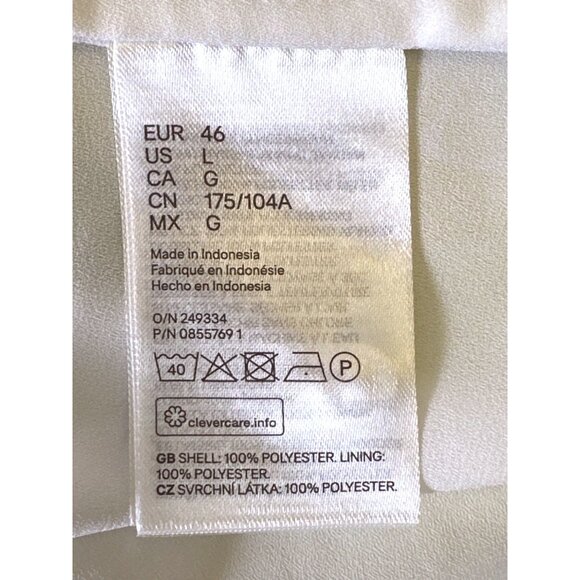 EUR 46
US L
CA G
CN 175/104A
MX G
Made in Indonesia
Fabriqué en Indonésie
Hecho en Indonesia
O/N 249334
P/N 0855769 1
40 P
clevercare.info
GB SHELL: 100% POLYESTER. LINING:
100% POLYESTER.
CZ SVRCHNÍ LÁTKA: 100% POLYESTER.